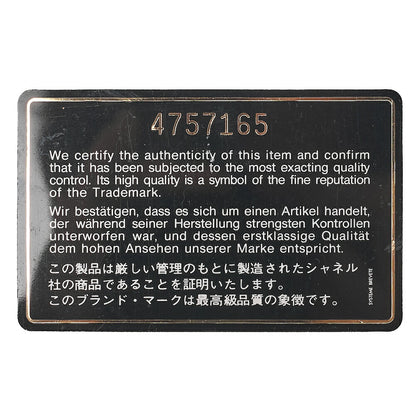 4757165
We certify the authenticity of this item and confirm
that it has been subjected to the most exacting quality
control. Its high quality is a symbol of the fine reputation
of the Trademark.
Wir bestätigen, dass es sich um einen Artikel handelt,
der während seiner Herstellung strengsten Kontrollen
unterworfen war, und dessen erstklassige Qualität
dem hohen Ansehen unserer Marke entspricht.
この製品は厳しい管理のもとに製造されたシャネル
社の商品であることを証明いたします。
このブランド・マークは最高級品質の象徴です。
SYSTEME BREVETE